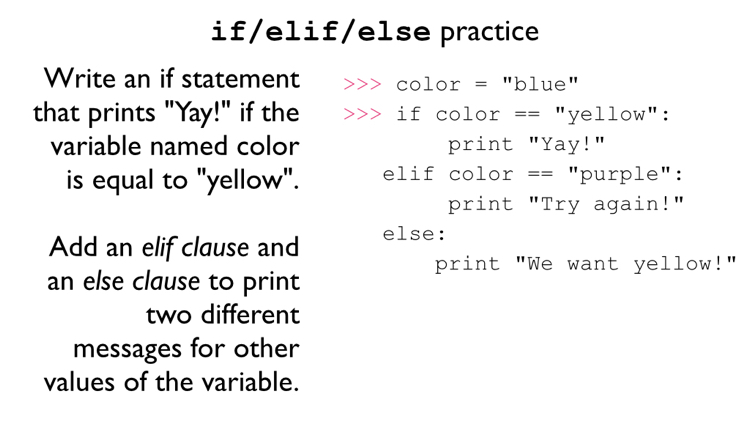 if/elif/else practice
Write an if statement
that prints "Yay!" if the
variable named color
is equal to "yellow".
Add an elif clause and
an else clause to print
two different
messages for other
values of the variable.
>>> color = "blue"
>>> if color == "yellow":
print "Yay!"
elif color == "purple":
print "Try again!"
else:
print "We want yellow!"